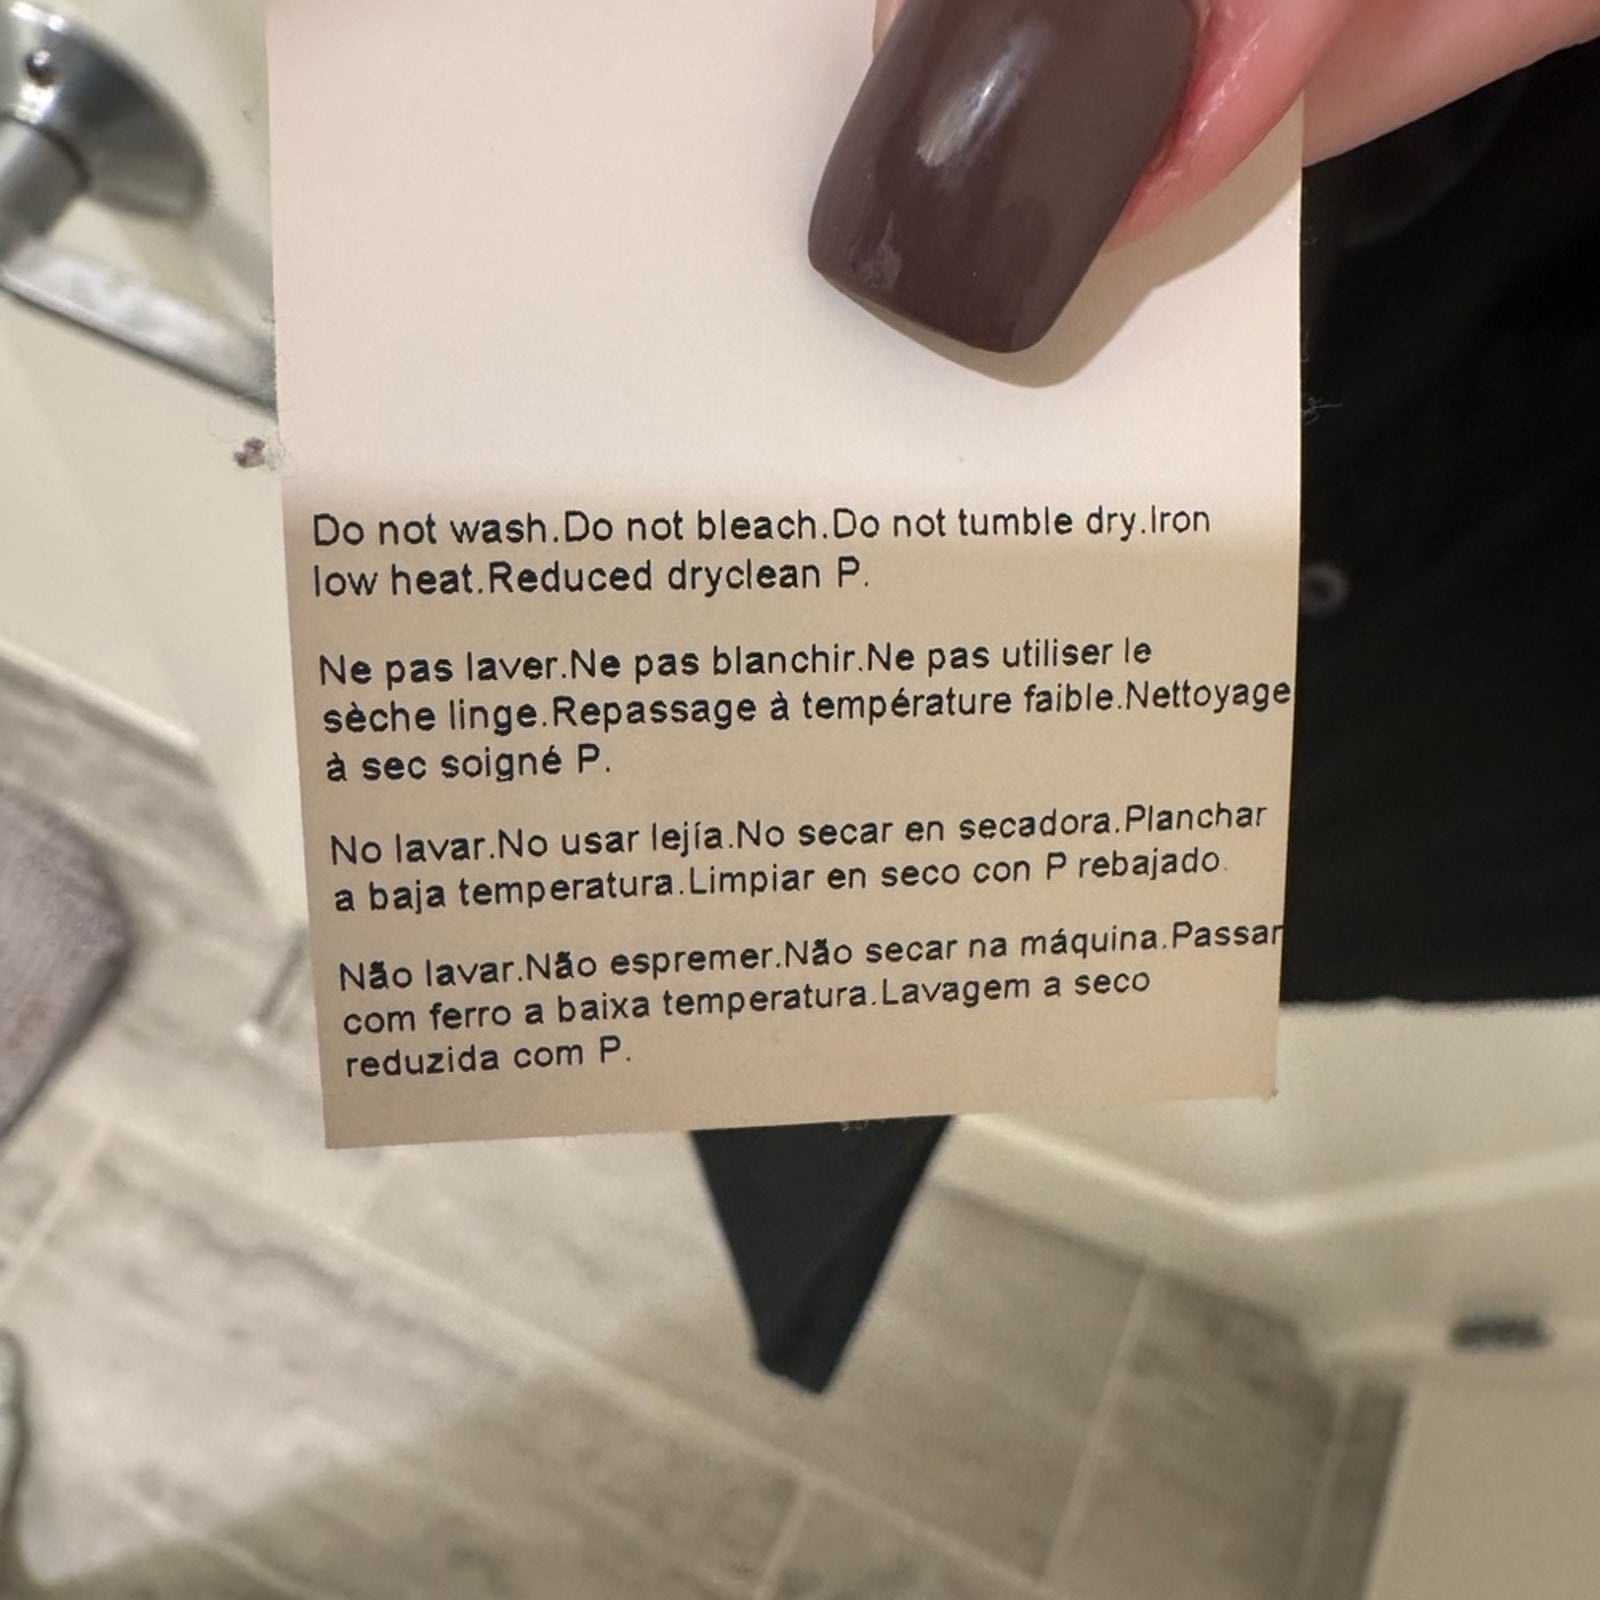 Do not wash.Do not bleach.Do not tumble dry.Iron
low heat.Reduced dryclean P.
Ne pas laver.Ne pas blanchir.Ne pas utiliser le
sèche linge.Repassage à température faible.Nettoyage
à sec soigné P.
No lavar.No usar lejía.No secar en secadora.Planchar
a baja temperatura.Limpiar en seco con P rebajado.
Não lavar.Não espremer.Não secar na máquina.Passar
com ferro a baixa temperatura.Lavagem a seco
reduzida com P.